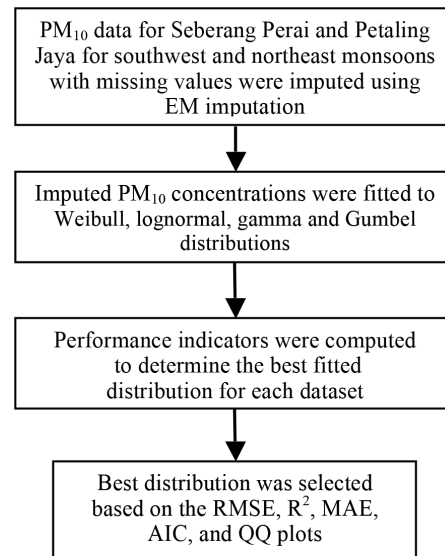 PM₁₀ data for Seberang Perai and Petaling
Jaya for southwest and northeast monsoons
with missing values were imputed using
EM imputation
Imputed PM₁₀ concentrations were fitted to
Weibull, lognormal, gamma and Gumbel
distributions
Performance indicators were computed
to determine the best fitted
distribution for each dataset
Best distribution was selected
based on the RMSE, R², MAE,
AIC, and QQ plots